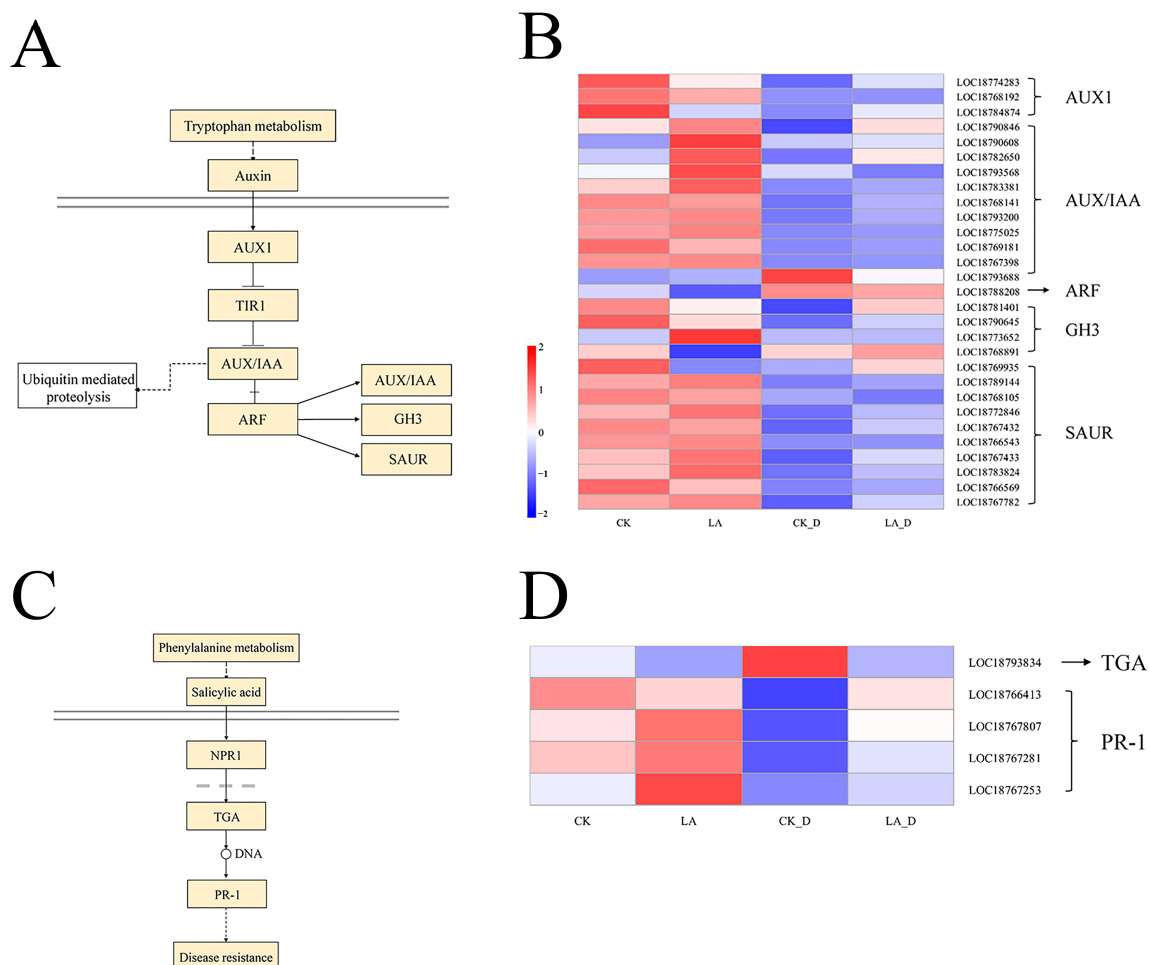 A
Tryptophan metabolism
Auxin
AUX1
TIR1
AUX/IAA
Ubiquitin mediated
proteolysis
ARF
AUX/IAA
GH3
SAUR
B
LOC18774283
LOC18768192
LOC18784874
LOC18790846
LOC18790608
LOC18782650
LOC18793568
LOC18783381
LOC18768141
LOC18793200
LOC18775025
LOC18769181
LOC18767398
LOC18793688
LOC18788208
LOC18781401
LOC18790645
LOC18773652
LOC18768891
LOC18769935
LOC18789144
LOC18768105
LOC18772846
LOC18767432
LOC18766543
LOC18767433
LOC18783824
LOC18766569
LOC18767782
AUX1
AUX/IAA
ARF
GH3
SAUR
2
1
0
−1
−2
CK LA CK_D LA_D
C
Phenylalanine metabolism
Salicylic acid
NPR1
TGA
DNA
PR-1
Disease resistance
D
LOC18793834
LOC18766413
LOC18767807
LOC18767281
LOC18767253
TGA
PR-1
CK LA CK_D LA_D